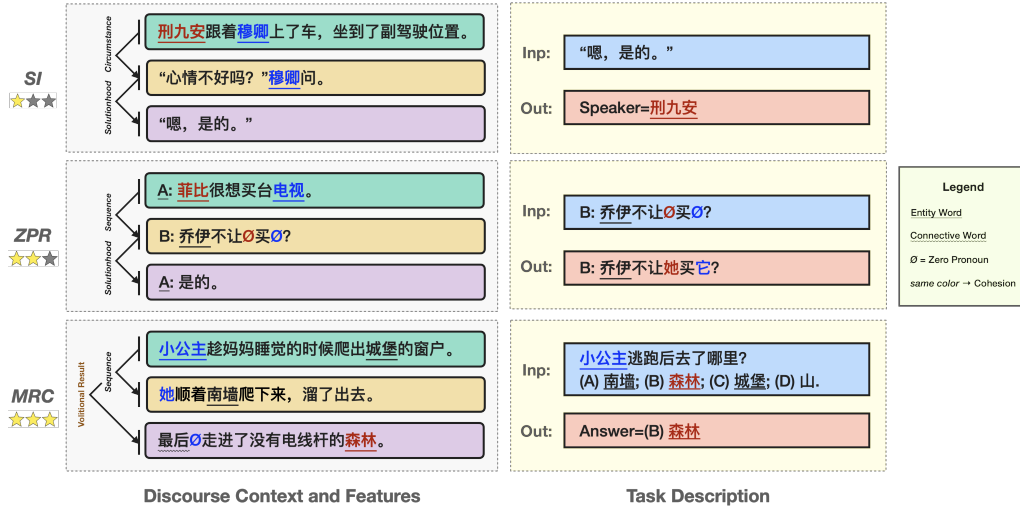 SI
Circumstance
Solutionhood
邢九安跟着穆卿上了车，坐到了副驾驶位置。
“心情不好吗？”穆卿问。
“嗯，是的。”
Inp:
“嗯，是的。”
Out:
Speaker=邢九安
ZPR
Sequence
Solutionhood
A: 菲比很想买台电视。
B: 乔伊不让Ø买Ø?
A: 是的。
Inp:
B: 乔伊不让Ø买Ø?
Out:
B: 乔伊不让她买它?
Legend
Entity Word
Connective Word
Ø = Zero Pronoun
same color → Cohesion
MRC
Volitional Result
Sequence
小公主趁妈妈睡觉的时候爬出城堡的窗户。
她顺着南墙爬下来，溜了出去。
最后Ø走进了没有电线杆的森林。
Inp:
小公主逃跑后去了哪里？
(A) 南墙; (B) 森林; (C) 城堡; (D) 山.
Out:
Answer=(B) 森林
Discourse Context and Features
Task Description